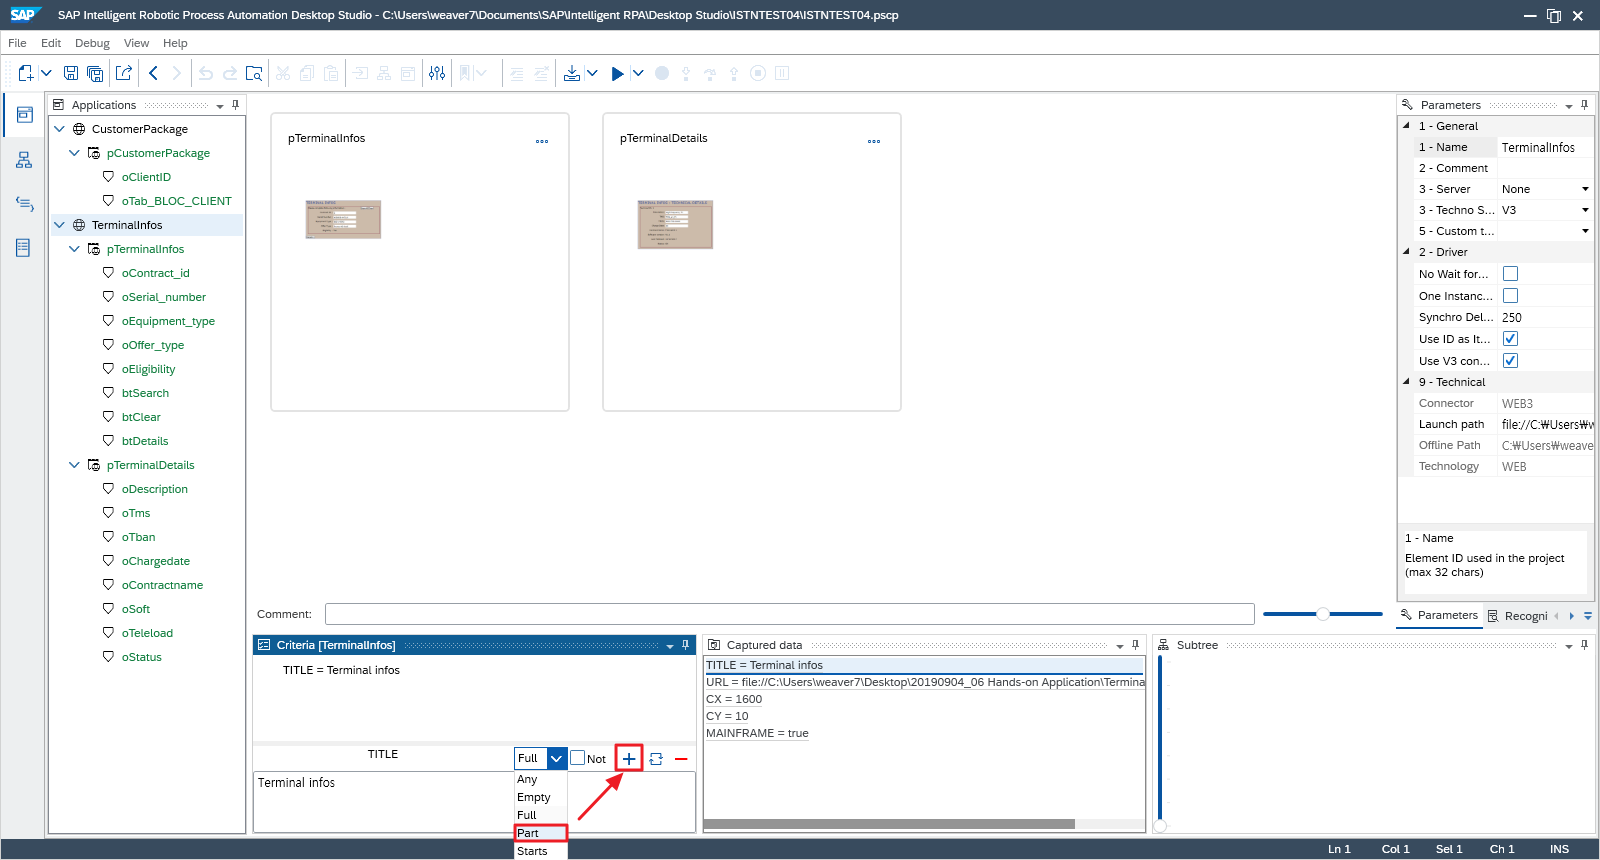 SAP Intelligent Robotic Process Automation Desktop Studio - C:\Users\weaver7\Documents\SAP\Intelligent RPA\Desktop Studio\ISTNTEST04\ISTNTEST04.pscp
File Edit Debug View Help
Applications
CustomerPackage
pCustomerPackage
oClientID
oTab_BLOC_CLIENT
TerminalInfos
pTerminalInfos
oContract_id
oSerial_number
oEquipment_type
oOffer_type
oEligibility
btSearch
btClear
btDetails
pTerminalDetails
oDescription
oTms
oTban
oChargedate
oContractname
oSoft
oTeleload
oStatus
pTerminalInfos
pTerminalDetails
Comment:
Criteria [TerminalInfos]
TITLE = Terminal infos
TITLE
Full
Not
Terminal infos
Any
Empty
Full
Part
Starts
Captured data
TITLE = Terminal infos
URL = file://C:\Users\weaver7\Desktop\20190904_06 Hands-on Application\Termina
CX = 1600
CY = 10
MAINFRAME = true
Subtree
Parameters
1 - General
1 - Name TerminalInfos
2 - Comment
3 - Server None
3 - Techno S... V3
5 - Custom t...
2 - Driver
No Wait for...
One Instanc...
Synchro Del... 250
Use ID as It...
Use V3 con...
9 - Technical
Connector WEB3
Launch path file://C:₩Users₩w
Offline Path C:₩Users₩weave
Technology WEB
1 - Name
Element ID used in the project
(max 32 chars)
Parameters Recogni
Ln 1 Col 1 Sel 1 Ch 1 INS